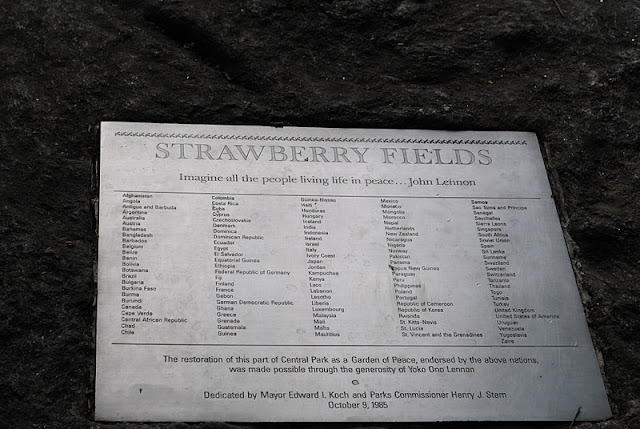 STRAWBERRY FIELDS
Imagine all the people living life in peace... John Lennon
Afghanistan
Angola
Antigua and Barbuda
Argentina
Australia
Austria
Bahamas
Bangladesh
Barbados
Belgium
Belize
Benin
Bolivia
Botswana
Brazil
Bulgaria
Burkina Faso
Burma
Burundi
Canada
Cape Verde
Central African Republic
Chad
Chile
Colombia
Costa Rica
Cuba
Cyprus
Czechoslovakia
Denmark
Dominica
Dominican Republic
Ecuador
Egypt
El Salvador
Equatorial Guinea
Ethiopia
Federal Republic of Germany
Fiji
Finland
France
Gabon
German Democratic Republic
Ghana
Greece
Grenada
Guatemala
Guinea
Guinea-Bissau
Haiti
Honduras
Hungary
Iceland
India
Indonesia
Ireland
Israel
Italy
Ivory Coast
Japan
Jordan
Kampuchea
Kenya
Laos
Lebanon
Lesotho
Liberia
Luxembourg
Malaysia
Mali
Malta
Mauritius
Mexico
Monaco
Mongolia
Morocco
Nepal
Netherlands
New Zealand
Nicaragua
Nigeria
Norway
Pakistan
Panama
Papua New Guinea
Paraguay
Peru
Philippines
Poland
Portugal
Republic of Cameroon
Republic of Korea
Rwanda
St. Kitts-Nevis
St. Lucia
St. Vincent and the Grenadines
Samoa
Sao Tome and Principe
Senegal
Seychelles
Sierra Leone
Singapore
South Africa
Soviet Union
Spain
Sri Lanka
Suriname
Swaziland
Sweden
Switzerland
Tanzania
Thailand
Togo
Tunisia
Turkey
United Kingdom
United States of America
Uruguay
Venezuela
Yugoslavia
Zaire
The restoration of this part of Central Park as a Garden of Peace, endorsed by the above nations,
was made possible through the generosity of Yoko Ono Lennon
Dedicated by Mayor Edward I. Koch and Parks Commissioner Henry J. Stern
October 9, 1985